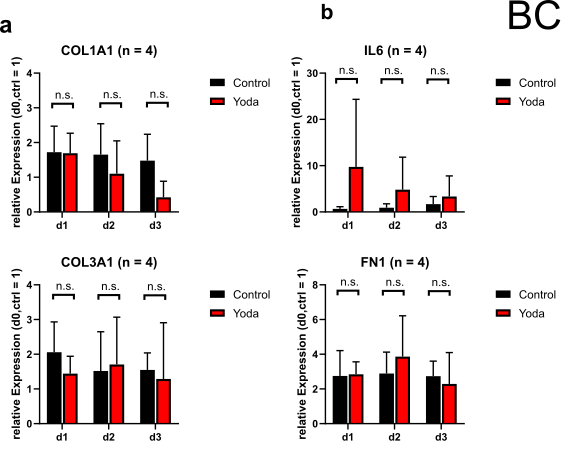 a
b
BC
COL1A1 (n = 4)
relative Expression (d0,ctrl = 1)
4
3
2
1
0
n.s.
n.s.
n.s.
d1
d2
d3
Control
Yoda
IL6 (n = 4)
relative Expression (d0,ctrl = 1)
30
20
10
0
n.s.
n.s.
n.s.
d1
d2
d3
Control
Yoda
COL3A1 (n = 4)
relative Expression (d0,ctrl = 1)
4
3
2
1
0
n.s.
n.s.
n.s.
d1
d2
d3
Control
Yoda
FN1 (n = 4)
relative Expression (d0,ctrl = 1)
8
6
4
2
0
n.s.
n.s.
n.s.
d1
d2
d3
Control
Yoda